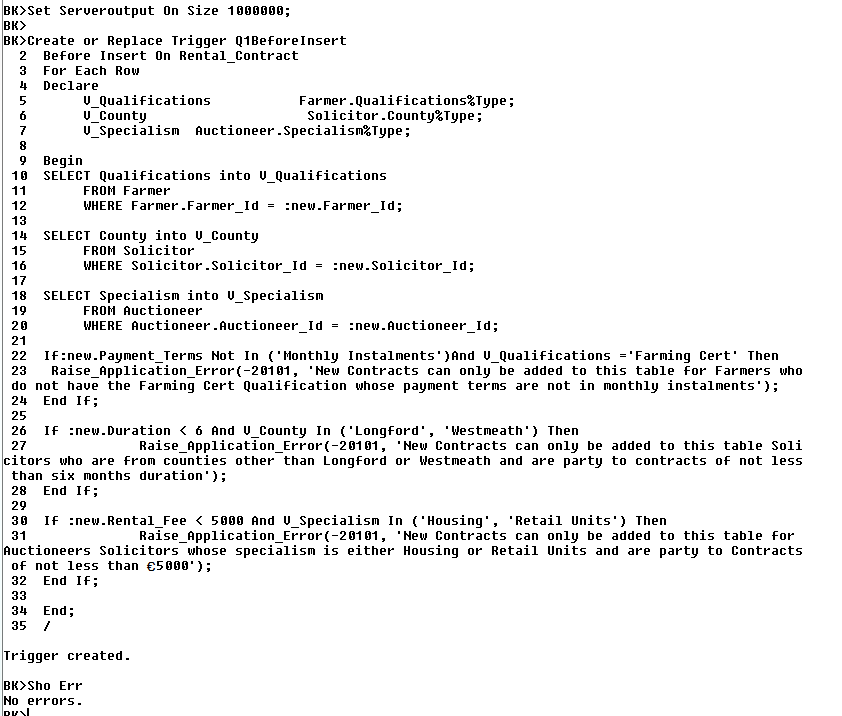 BK>Set Serveroutput On Size 1000000;
BK>
BK>Create or Replace Trigger Q1BeforeInsert
2 Before Insert On Rental_Contract
3 For Each Row
4 Declare
5 V_Qualifications Farmer.Qualifications%Type;
6 V_County Solicitor.County%Type;
7 V_Specialism Auctioneer.Specialism%Type;
8
9 Begin
10 SELECT Qualifications into V_Qualifications
11 FROM Farmer
12 WHERE Farmer.Farmer_Id = :new.Farmer_Id;
13
14 SELECT County into V_County
15 FROM Solicitor
16 WHERE Solicitor.Solicitor_Id = :new.Solicitor_Id;
17
18 SELECT Specialism into V_Specialism
19 FROM Auctioneer
20 WHERE Auctioneer.Auctioneer_Id = :new.Auctioneer_Id;
21
22 If:new.Payment_Terms Not In ('Monthly Instalments')And V_Qualifications ='Farming Cert' Then
23 Raise_Application_Error(-20101, 'New Contracts can only be added to this table for Farmers who
do not have the Farming Cert Qualification whose payment terms are not in monthly instalments');
24 End If;
25
26 If :new.Duration < 6 And V_County In ('Longford', 'Westmeath') Then
27 Raise_Application_Error(-20101, 'New Contracts can only be added to this table Soli
citors who are from counties other than Longford or Westmeath and are party to contracts of not less
than six months duration');
28 End If;
29
30 If :new.Rental_Fee < 5000 And V_Specialism In ('Housing', 'Retail Units') Then
31 Raise_Application_Error(-20101, 'New Contracts can only be added to this table for
Auctioneers Solicitors whose specialism is either Housing or Retail Units and are party to Contracts
of not less than €5000');
32 End If;
33
34 End;
35 /
Trigger created.
BK>Sho Err
No errors.
BK>